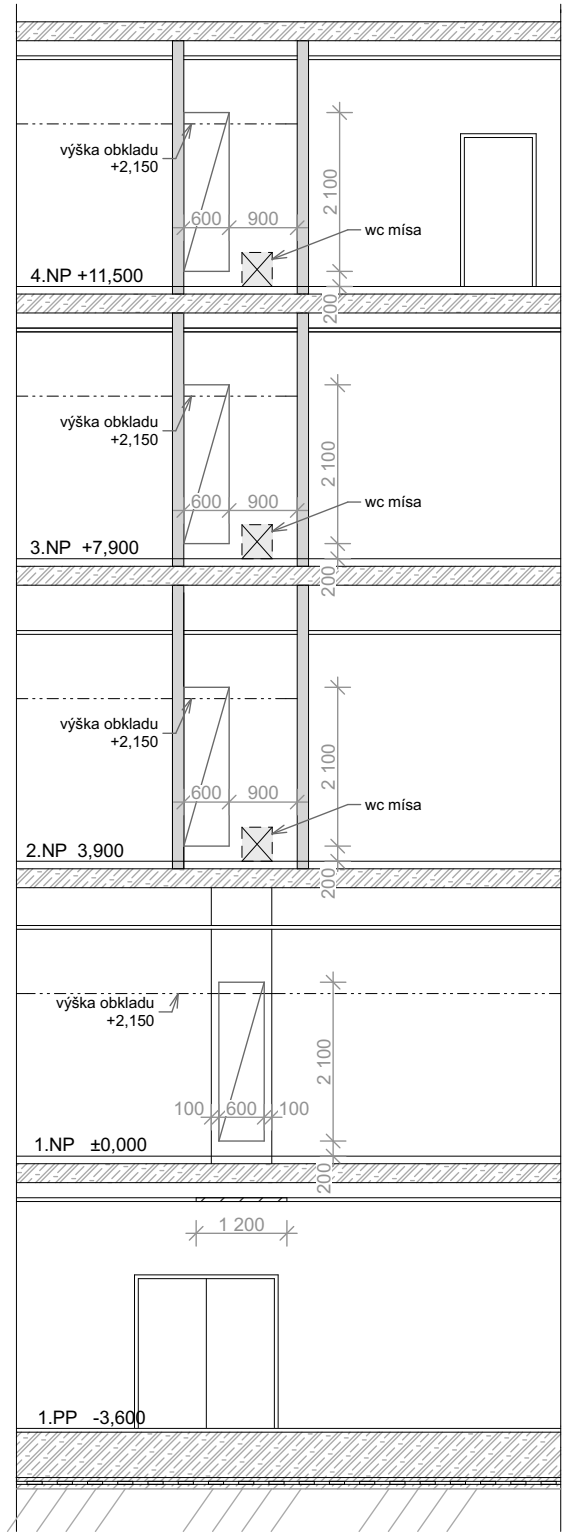 výška obkladu
+2,150
2 100
600 900
wc mísa
4.NP +11,500
200
výška obkladu
+2,150
2 100
600 900
wc mísa
3.NP +7,900
200
výška obkladu
+2,150
2 100
600 900
wc mísa
2.NP 3,900
200
výška obkladu
+2,150
2 100
100 600 100
1.NP ±0,000
200
1 200
1.PP -3,600